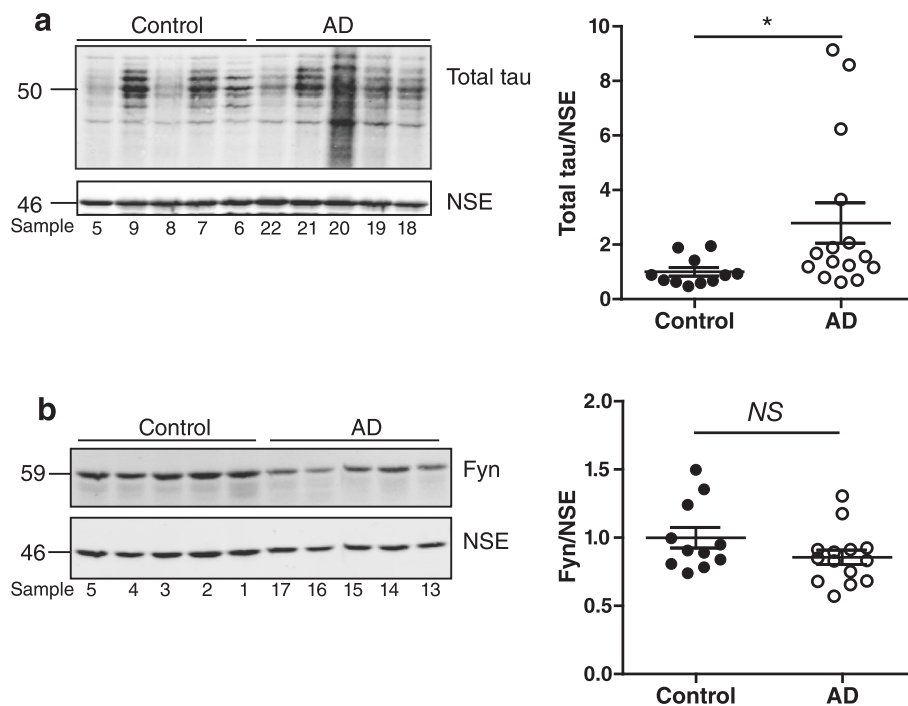 a
Control AD
50 Total tau
46 NSE
Sample 5 9 8 7 6 22 21 20 19 18
10
8
6
4
2
0
Total tau/NSE
*
Control AD
b
Control AD
59 Fyn
46 NSE
Sample 5 4 3 2 1 17 16 15 14 13
2.0
1.5
1.0
0.5
0.0
Fyn/NSE
NS
Control AD